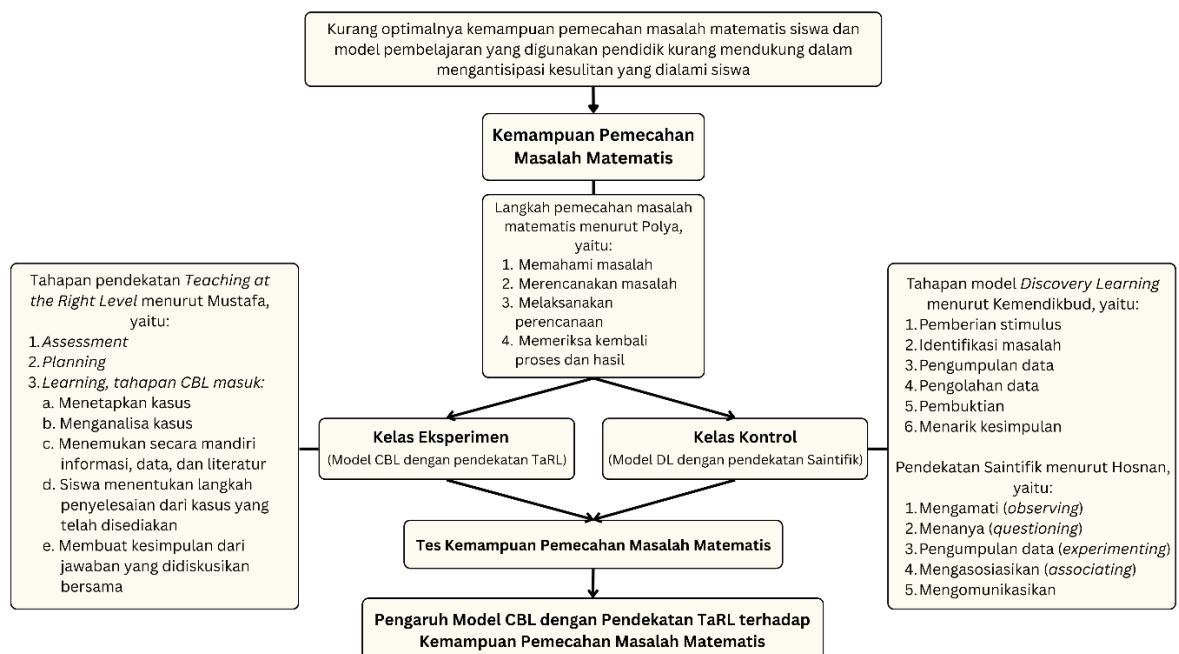 Kurang optimalnya kemampuan pemecahan masalah matematis siswa dan
model pembelajaran yang digunakan pendidik kurang mendukung dalam
mengantisipasi kesulitan yang dialami siswa
Kemampuan Pemecahan
Masalah Matematis
Langkah pemecahan masalah
matematis menurut Polya,
yaitu:
1. Memahami masalah
2. Merencanakan masalah
3. Melaksanakan
perencanaan
4. Memeriksa kembali
proses dan hasil
Tahapan pendekatan Teaching at
the Right Level menurut Mustafa,
yaitu:
1. Assessment
2. Planning
3. Learning, tahapan CBL masuk:
a. Menetapkan kasus
b. Menganalisa kasus
c. Menemukan secara mandiri
informasi, data, dan literatur
d. Siswa menentukan langkah
penyelesaian dari kasus yang
telah disediakan
e. Membuat kesimpulan dari
jawaban yang didiskusikan
bersama
Kelas Eksperimen
(Model CBL dengan pendekatan TaRL)
Kelas Kontrol
(Model DL dengan pendekatan Saintifik)
Tahapan model Discovery Learning
menurut Kemendikbud, yaitu:
1. Pemberian stimulus
2. Identifikasi masalah
3. Pengumpulan data
4. Pengolahan data
5. Pembuktian
6. Menarik kesimpulan
Pendekatan Saintifik menurut Hosnan,
yaitu:
1. Mengamati (observing)
2. Menanya (questioning)
3. Pengumpulan data (experimenting)
4. Mengasosiasikan (associating)
5. Mengomunikasikan
Tes Kemampuan Pemecahan Masalah Matematis
Pengaruh Model CBL dengan Pendekatan TaRL terhadap
Kemampuan Pemecahan Masalah Matematis